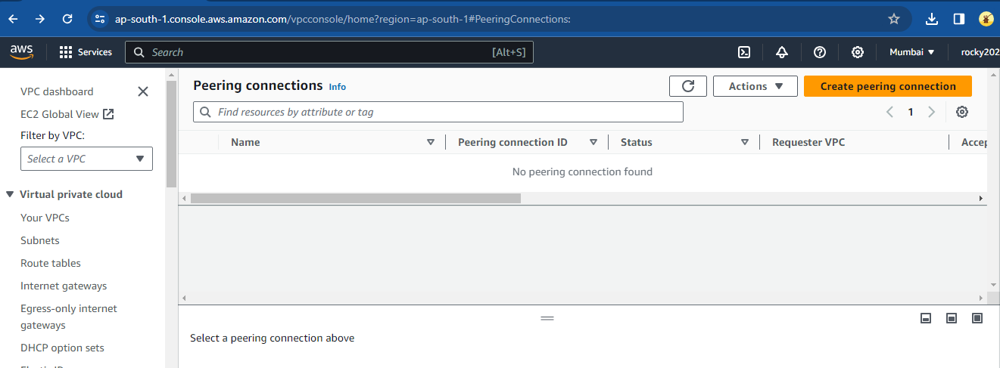 ap-south-1.console.aws.amazon.com/vpcconsole/home?region=ap-south-1#PeeringConnections:
aws Services Search [Alt+S] Mumbai rocky202
VPC dashboard
EC2 Global View
Filter by VPC:
Select a VPC
Virtual private cloud
Your VPCs
Subnets
Route tables
Internet gateways
Egress-only internet
gateways
DHCP option sets
Peering connections Info Actions Create peering connection
Find resources by attribute or tag 1
Name Peering connection ID Status Requester VPC Accep
No peering connection found
Select a peering connection above